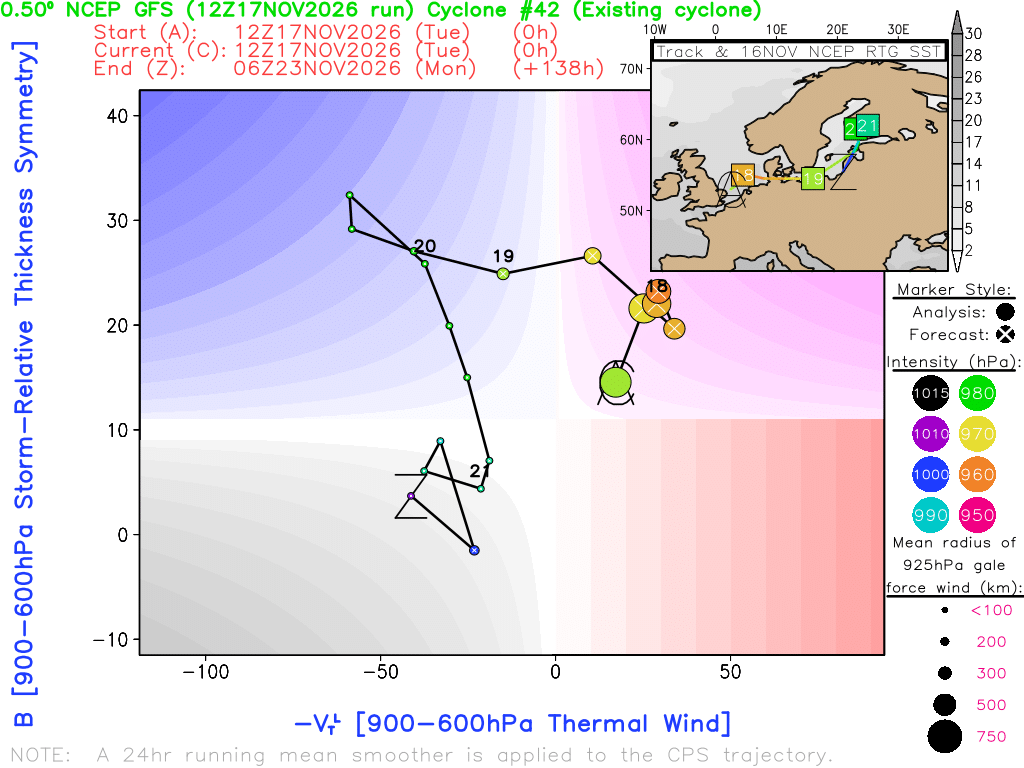 0.50° NCEP GFS (12Z17NOV2026 run) Cyclone #42 (Existing cyclone)
Start (A): 12Z17NOV2026 (Tue) (0h)
Current (C): 12Z17NOV2026 (Tue) (0h)
End (Z): 06Z23NOV2026 (Mon) (+138h)
10W 0 10E 20E 30E
Track & 16NOV NCEP RTG SST
70N
60N
50N
18
19
21
30
28
26
23
20
17
14
11
8
5
2
B [900-600hPa Storm-Relative Thickness Symmetry]
40
30
20
10
0
-10
20
19
18
21
A
C
Z
-100 -50 0 50
-VTL [900-600hPa Thermal Wind]
Marker Style:
Analysis:
Forecast:
Intensity (hPa):
1015 980
1010 970
1000 960
990 950
Mean radius of
925hPa gale
force wind (km):
<100
200
300
500
750
NOTE: A 24hr running mean smoother is applied to the CPS trajectory.